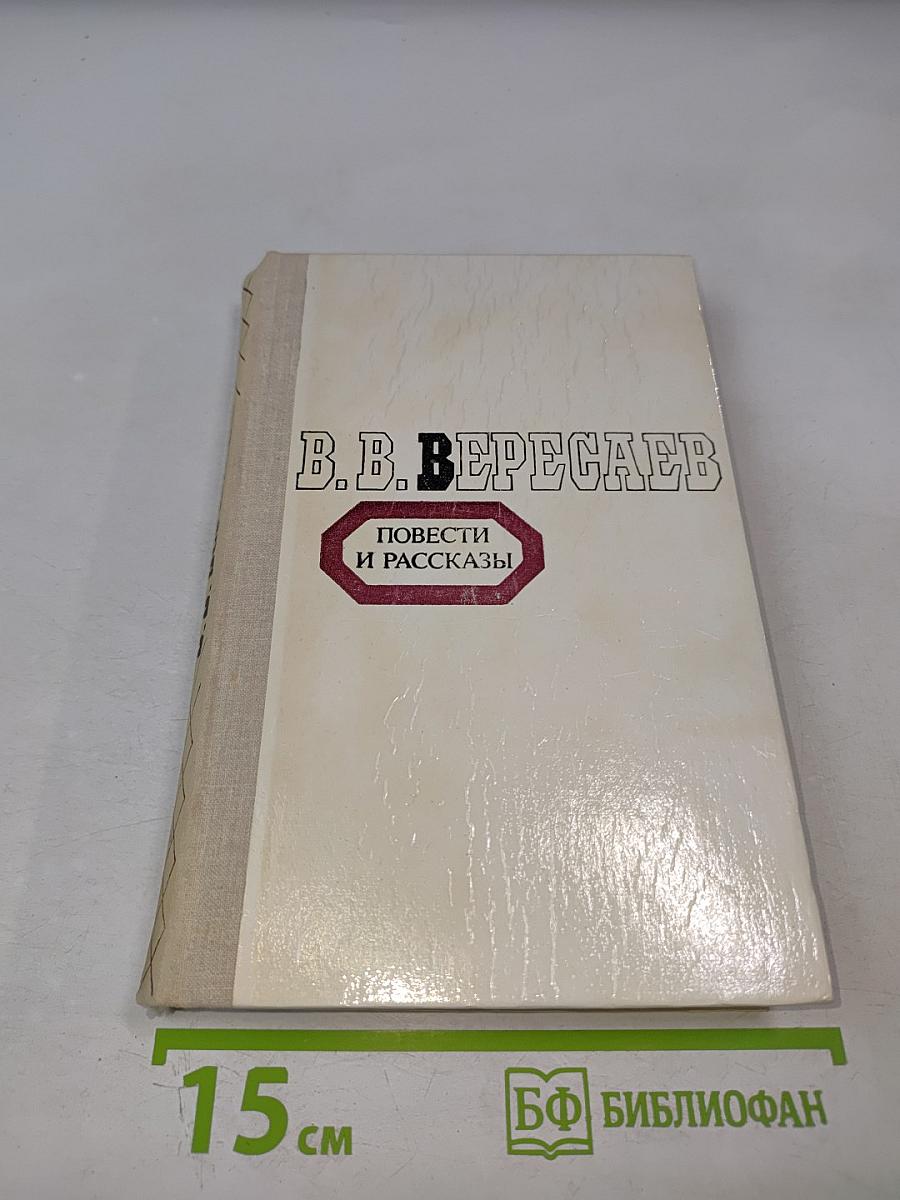 В. В. ВЕРЕСАЕВ
ПОВЕСТИ
И РАССКАЗЫ
15 см
БФ БИБЛИОФАН